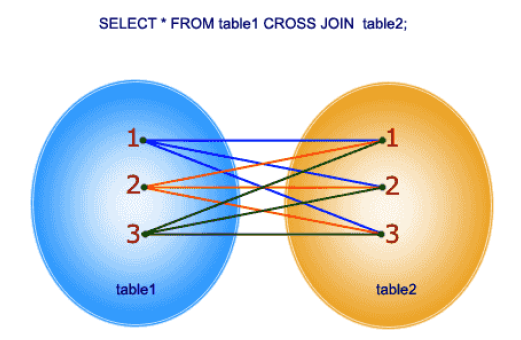 SELECT * FROM table1 CROSS JOIN table2;
1 1
2 2
3 3
table1 table2